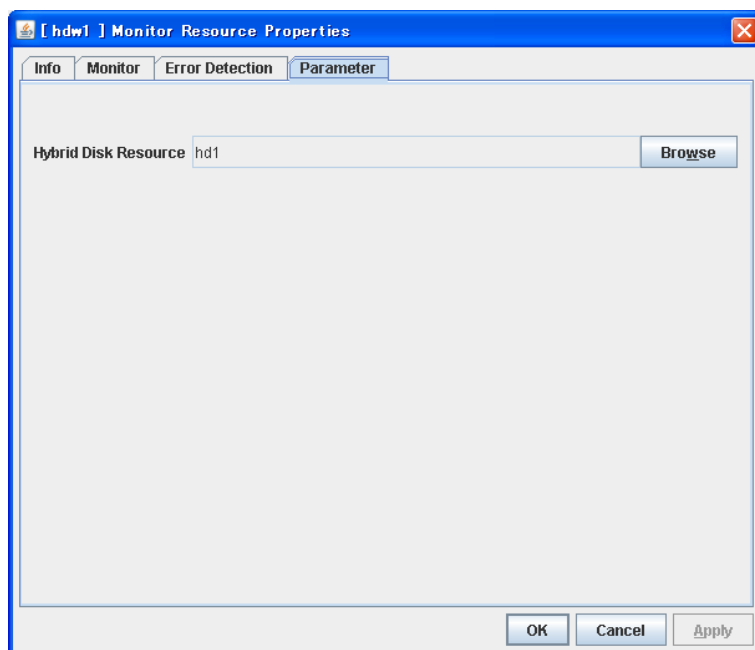 [ hdw1 ] Monitor Resource Properties
Info Monitor Error Detection Parameter
Hybrid Disk Resource hd1 Browse
OK Cancel Apply